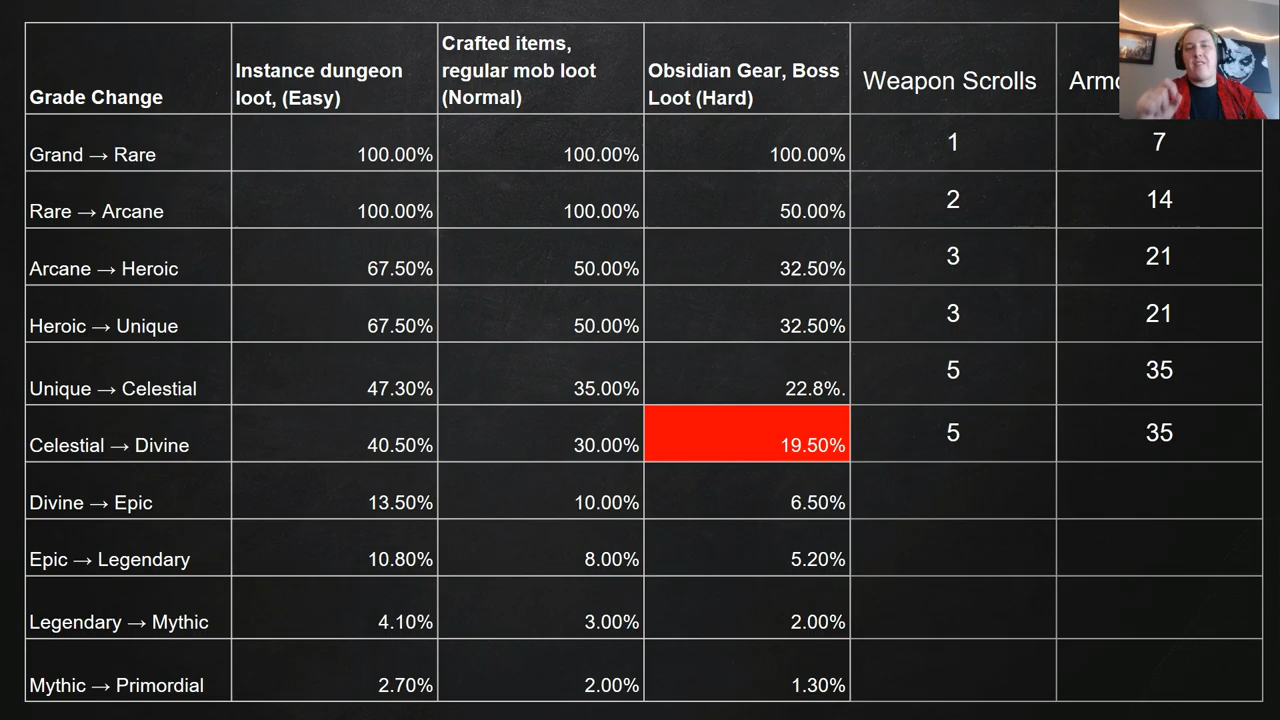 Grade Change
Instance dungeon
loot, (Easy)
Crafted items,
regular mob loot
(Normal)
Obsidian Gear, Boss
Loot (Hard)
Weapon Scrolls
Grand → Rare
100.00%
100.00%
100.00%
1
7
Rare → Arcane
100.00%
100.00%
50.00%
2
14
Arcane → Heroic
67.50%
50.00%
32.50%
3
21
Heroic → Unique
67.50%
50.00%
32.50%
3
21
Unique → Celestial
47.30%
35.00%
22.8%.
5
35
Celestial → Divine
40.50%
30.00%
19.50%
5
35
Divine → Epic
13.50%
10.00%
6.50%
Epic → Legendary
10.80%
8.00%
5.20%
Legendary → Mythic
4.10%
3.00%
2.00%
Mythic → Primordial
2.70%
2.00%
1.30%